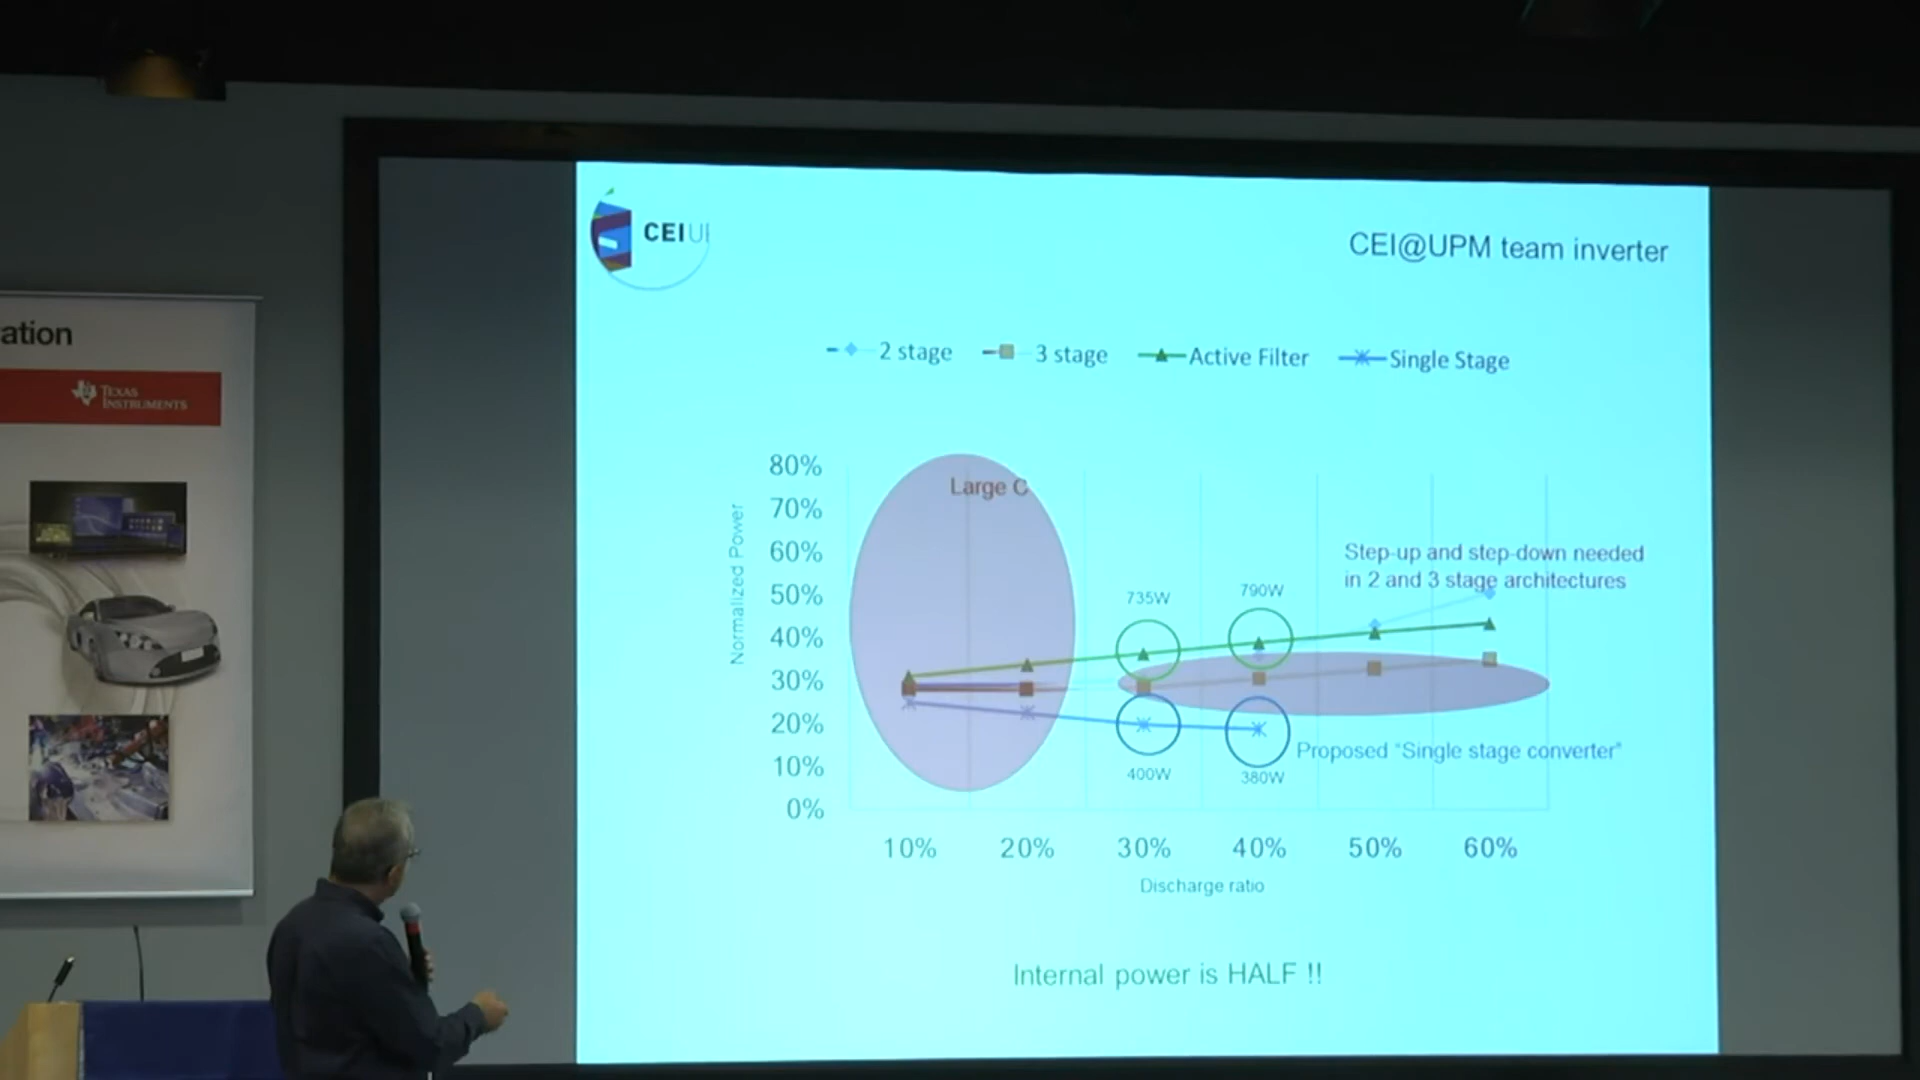 ation
TEXAS
INSTRUMENTS
CEI UI
CEI@UPM team inverter
2 stage
3 stage
Active Filter
Single Stage
80%
70%
60%
50%
40%
30%
20%
10%
0%
Normalized Power
Large C
735W
790W
Step-up and step-down needed
in 2 and 3 stage architectures
400W
380W
Proposed "Single stage converter"
10% 20% 30% 40% 50% 60%
Discharge ratio
Internal power is HALF !!